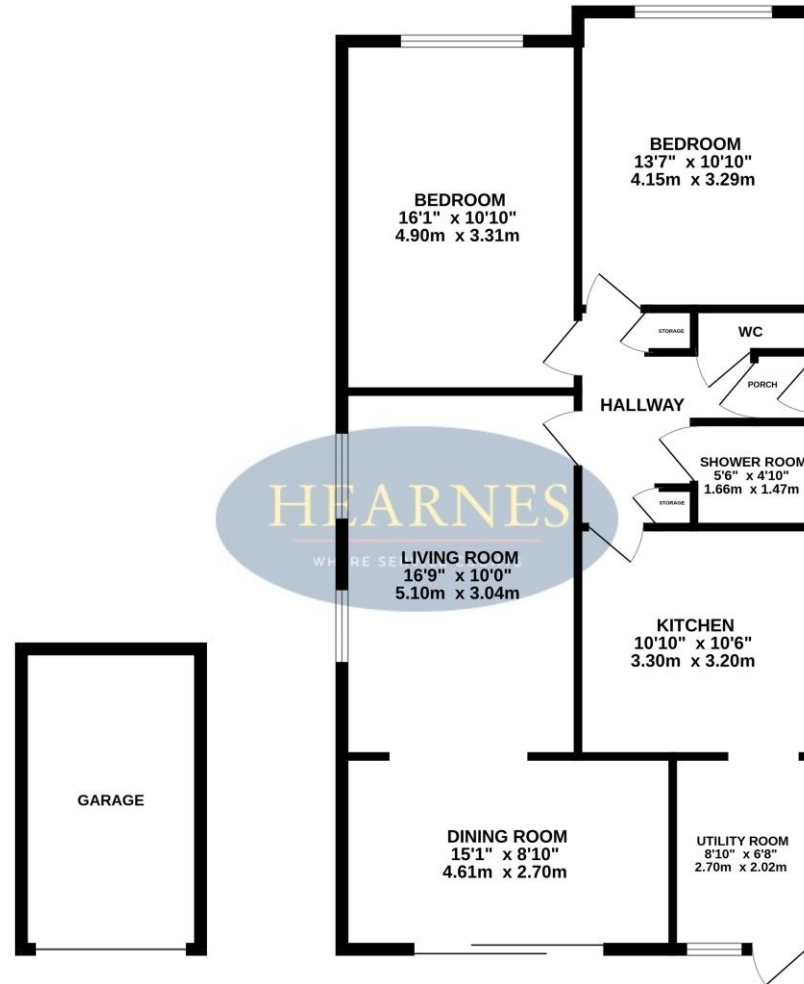 BEDROOM
13'7" x 10'10"
4.15m x 3.29m
BEDROOM
16'1" x 10'10"
4.90m x 3.31m
STORAGE
WC
PORCH
HALLWAY
SHOWER ROOM
5'6" x 4'10"
1.66m x 1.47m
STORAGE
HEARNES
WHERE
LIVING ROOM
16'9" x 10'0"
5.10m x 3.04m
KITCHEN
10'10" x 10'6"
3.30m x 3.20m
GARAGE
DINING ROOM
15'1" x 8'10"
4.61m x 2.70m
UTILITY ROOM
8'10" x 6'8"
2.70m x 2.02m